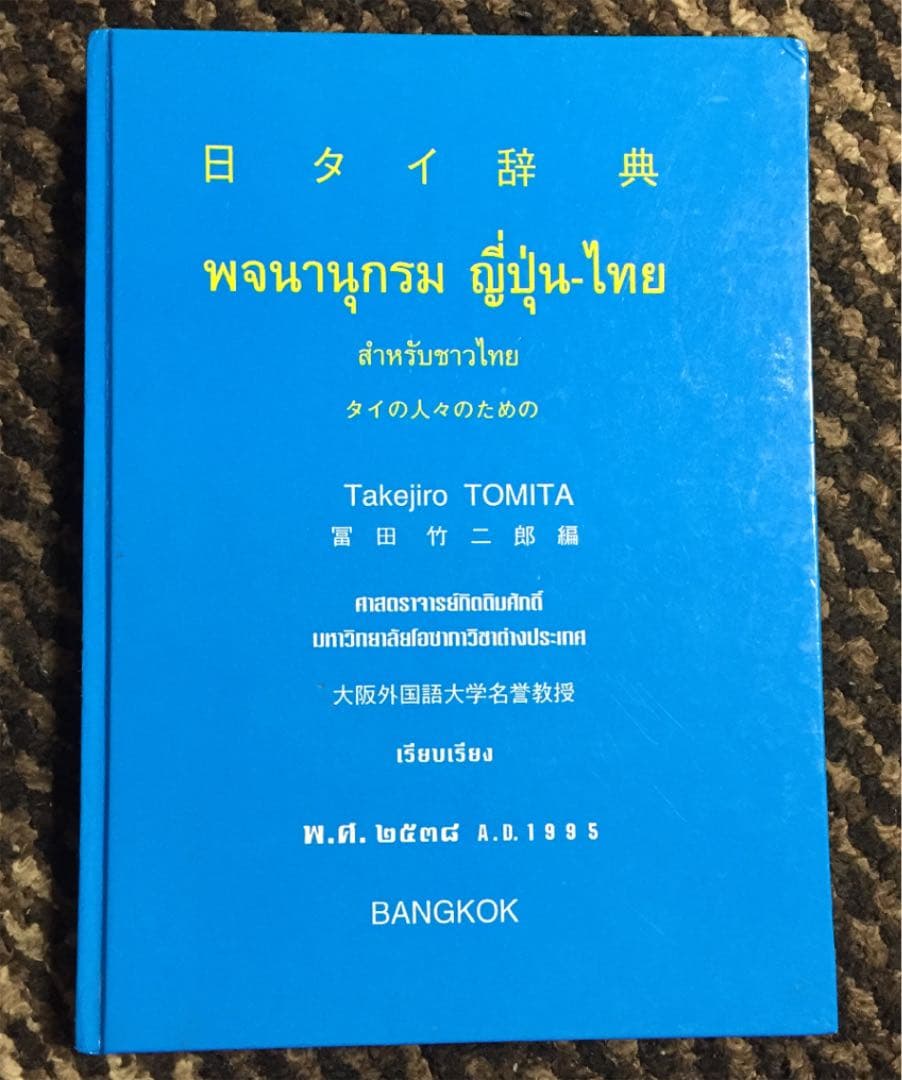 日タイ辞典
พจนานุกรม ญี่ปุ่น-ไทย
สำหรับชาวไทย
タイの人々のための
Takejiro TOMITA
冨田竹二郎編
ศาสตราจารย์กิตติมศักดิ์
มหาวิทยาลัยโอซากาวิชาต่างประเทศ
大阪外国語大学名誉教授
เรียบเรียง
พ.ศ. ๒๕๓๘ A.D. 1995
BANGKOK